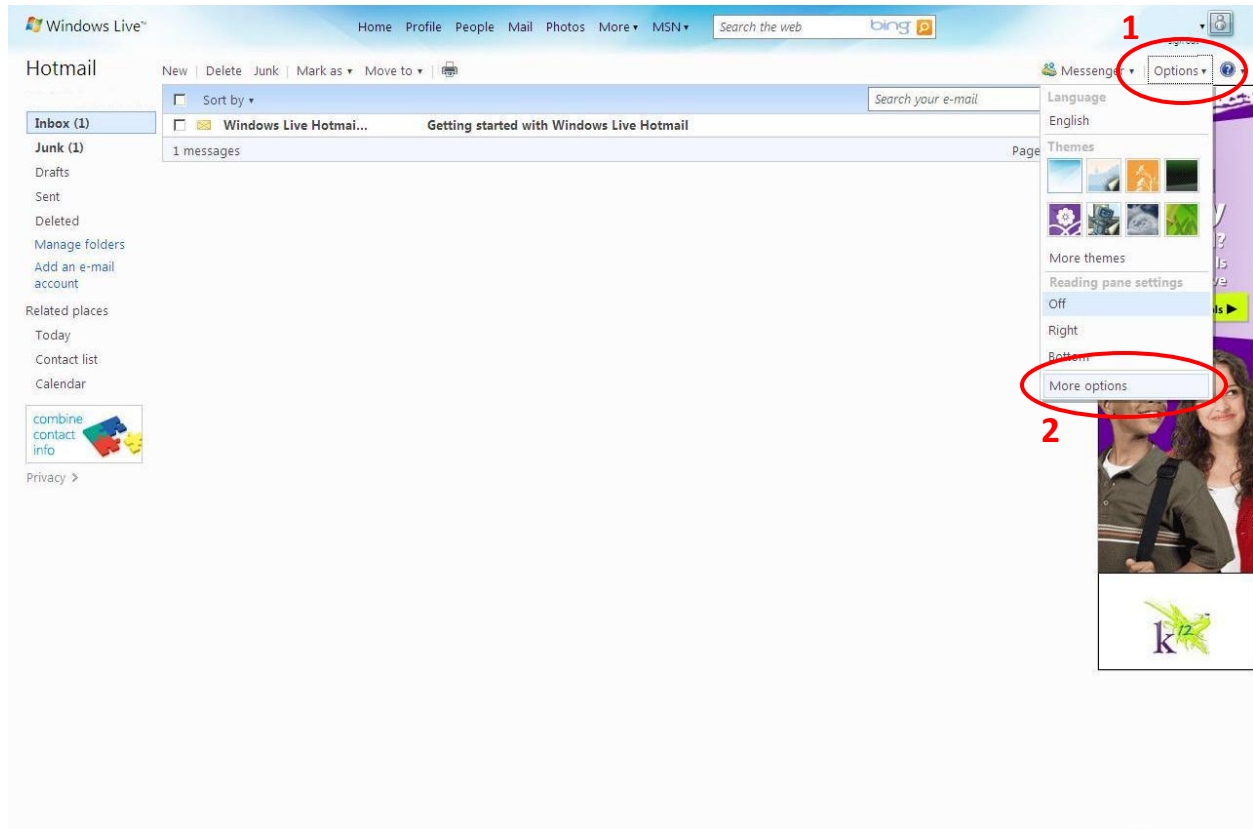 Windows Live™
Home Profile People Mail Photos More MSN Search the web bing
1
Hotmail
New | Delete Junk | Mark as Move to
Messenger | Options
Sort by
Search your e-mail
Inbox (1)
Windows Live Hotmai... Getting started with Windows Live Hotmail
Junk (1)
1 messages
Page
Drafts
Sent
Deleted
Manage folders
Add an e-mail
account
Related places
Today
Contact list
Calendar
combine
contact
info
Privacy
Language
English
Themes
More themes
Reading pane settings
Off
Right
Bottom
More options
2
k12